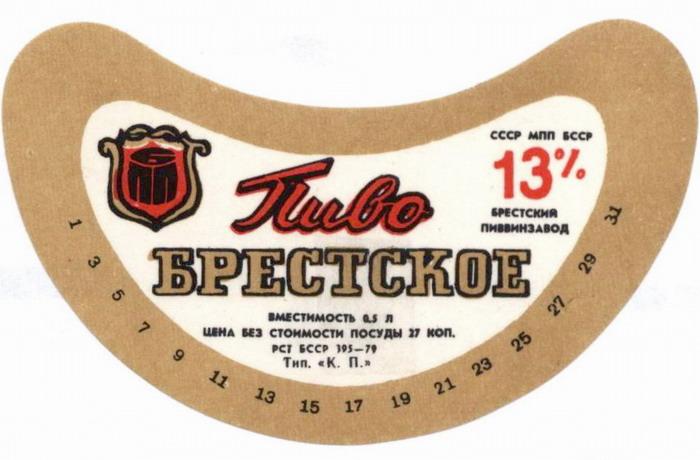 СССР МПП БССР
13%
БРЕСТСКИЙ
ПИВВИНЗАВОД
Пиво
БРЕСТСКОЕ
ВМЕСТИМОСТЬ 0,5 Л
ЦЕНА БЕЗ СТОИМОСТИ ПОСУДЫ 27 КОП.
РСТ БССР 395—79
Тип. «К. П.»
1 3 5 7 9 11 13 15 17 19 21 23 25 27 29 31